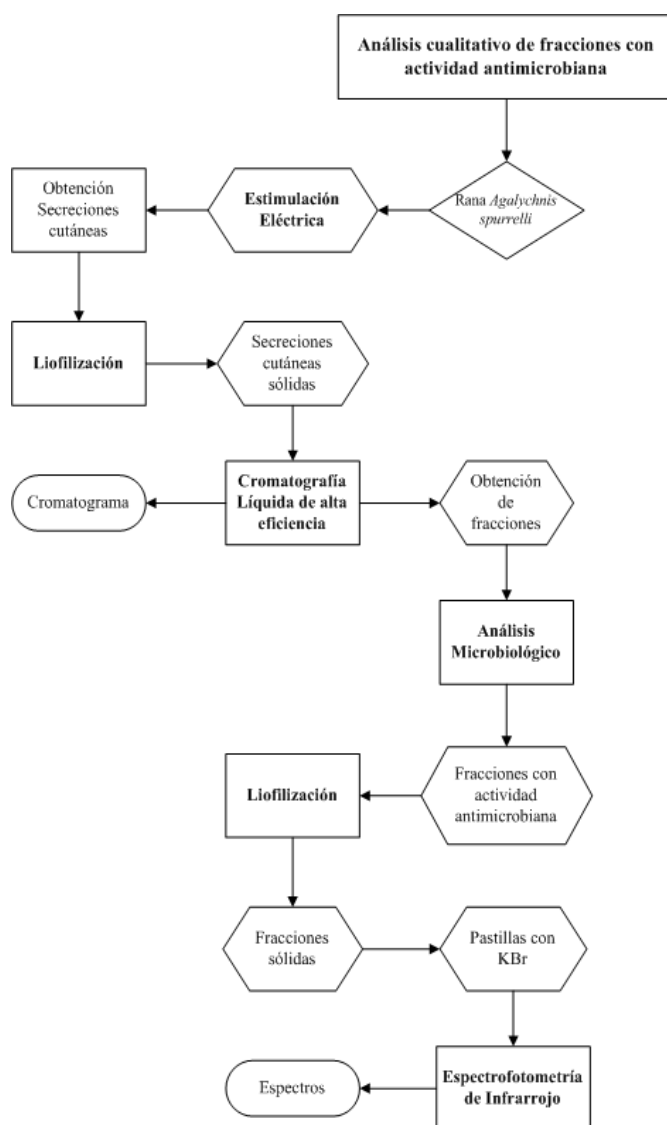 Análisis cualitativo de fracciones con
actividad antimicrobiana
Rana Agalychnis
spurrelli
Estimulación
Eléctrica
Obtención
Secreciones
cutáneas
Liofilización
Secreciones
cutáneas
sólidas
Cromatografía
Líquida de alta
eficiencia
Cromatograma
Obtención
de
fracciones
Análisis
Microbiológico
Fracciones con
actividad
antimicrobiana
Liofilización
Fracciones
sólidas
Pastillas con
KBr
Espectrofotometría
de Infrarrojo
Espectros